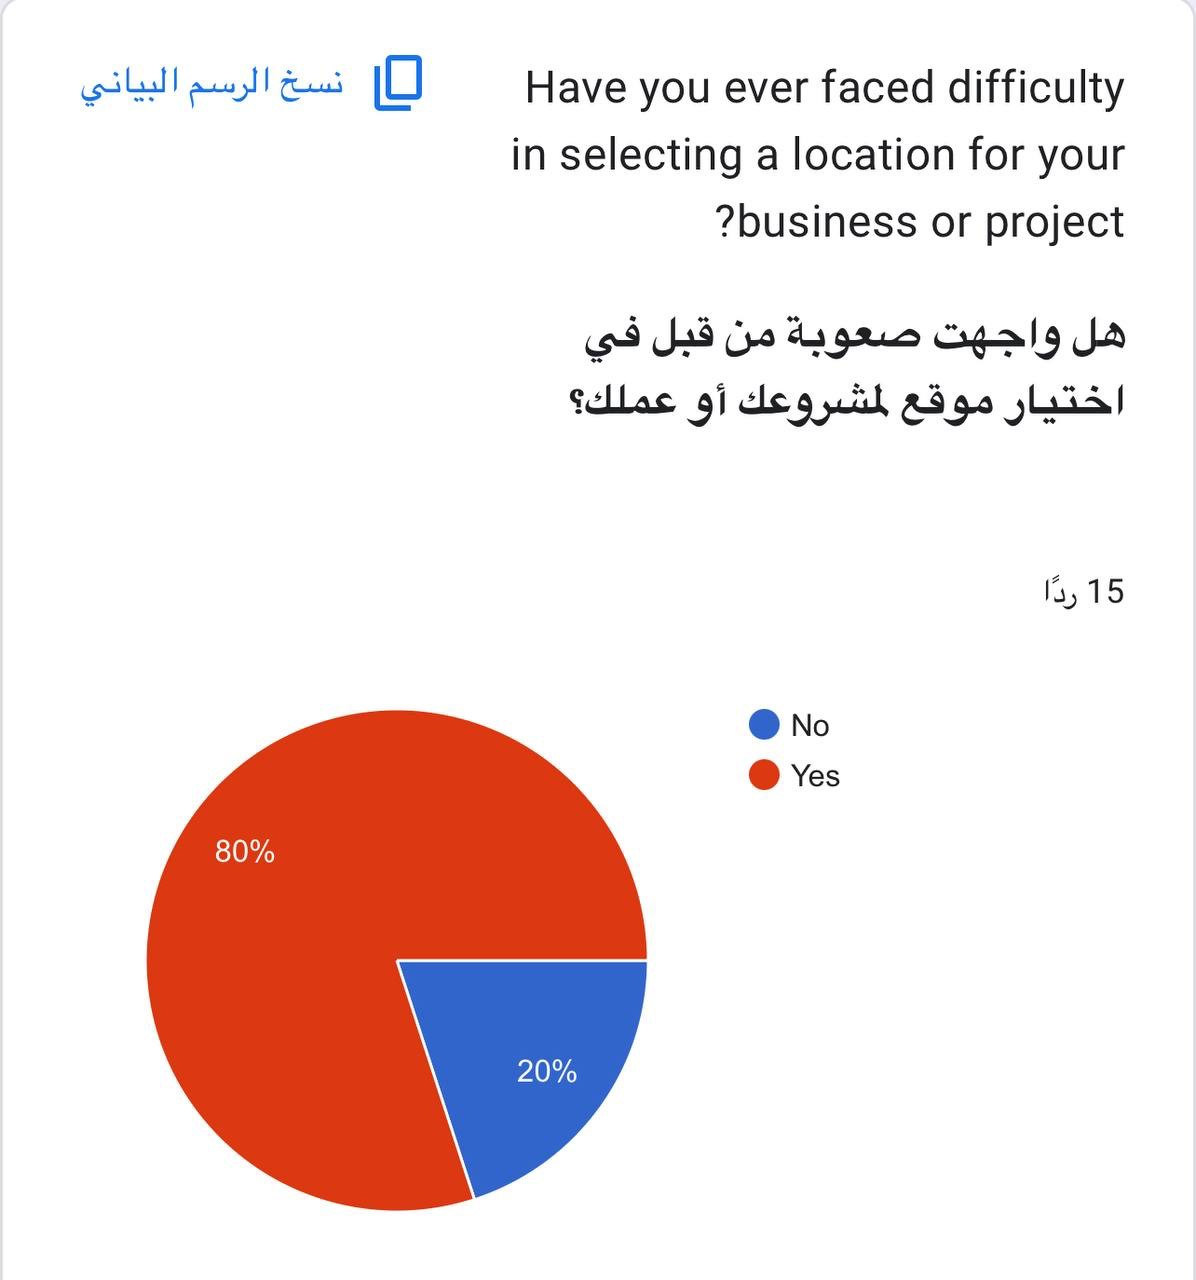 Have you ever faced difficulty
in selecting a location for your
business or project?
هل واجهت صعوبة من قبل في
اختيار موقع لمشروعك أو عملك؟
نسخ الرسم البياني
15 ردًا
No
Yes
80%
20%